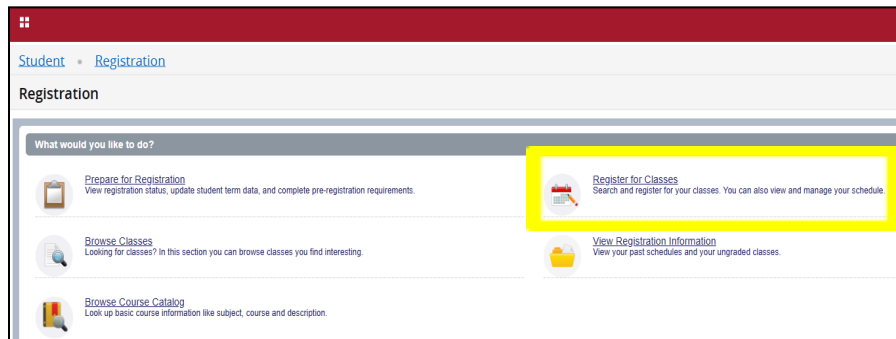 Student • Registration
Registration
What would you like to do?
Prepare for Registration
View registration status, update student term data, and complete pre-registration requirements.
Register for Classes
Search and register for your classes. You can also view and manage your schedule.
Browse Classes
Looking for classes? In this section you can browse classes you find interesting.
View Registration Information
View your past schedules and your ungraded classes.
Browse Course Catalog
Look up basic course information like subject, course and description.